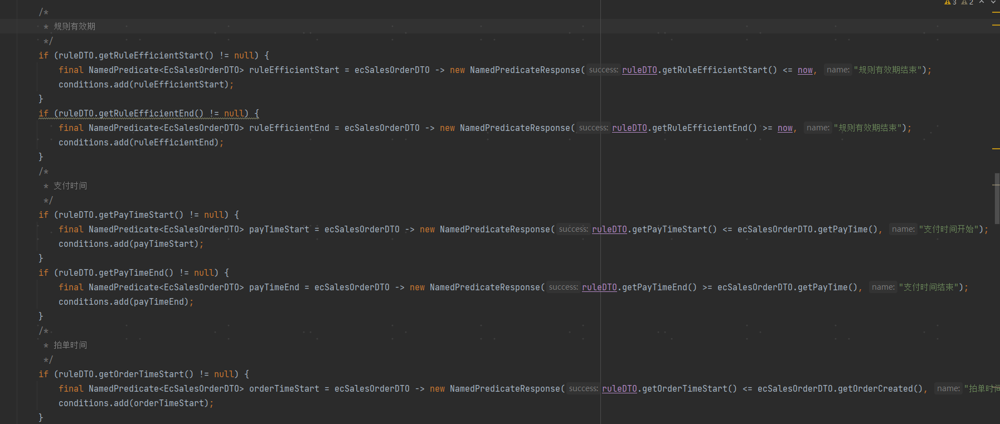 3 2
/*
* 规则有效期
*/
if (ruleDTO.getRuleEfficientStart() != null) {
final NamedPredicate<EcSalesOrderDTO> ruleEfficientStart = ecSalesOrderDTO -> new NamedPredicateResponse( success: ruleDTO.getRuleEfficientStart() <= now, name: "规则有效期结束");
conditions.add(ruleEfficientStart);
}
if (ruleDTO.getRuleEfficientEnd() != null) {
final NamedPredicate<EcSalesOrderDTO> ruleEfficientEnd = ecSalesOrderDTO -> new NamedPredicateResponse( success: ruleDTO.getRuleEfficientEnd() >= now, name: "规则有效期结束");
conditions.add(ruleEfficientEnd);
}
/*
* 支付时间
*/
if (ruleDTO.getPayTimeStart() != null) {
final NamedPredicate<EcSalesOrderDTO> payTimeStart = ecSalesOrderDTO -> new NamedPredicateResponse( success: ruleDTO.getPayTimeStart() <= ecSalesOrderDTO.getPayTime(), name: "支付时间开始");
conditions.add(payTimeStart);
}
if (ruleDTO.getPayTimeEnd() != null) {
final NamedPredicate<EcSalesOrderDTO> payTimeEnd = ecSalesOrderDTO -> new NamedPredicateResponse( success: ruleDTO.getPayTimeEnd() >= ecSalesOrderDTO.getPayTime(), name: "支付时间结束");
conditions.add(payTimeEnd);
}
/*
* 拍单时间
*/
if (ruleDTO.getOrderTimeStart() != null) {
final NamedPredicate<EcSalesOrderDTO> orderTimeStart = ecSalesOrderDTO -> new NamedPredicateResponse( success: ruleDTO.getOrderTimeStart() <= ecSalesOrderDTO.getOrderCreated(), name: "拍单时间
conditions.add(orderTimeStart);
}